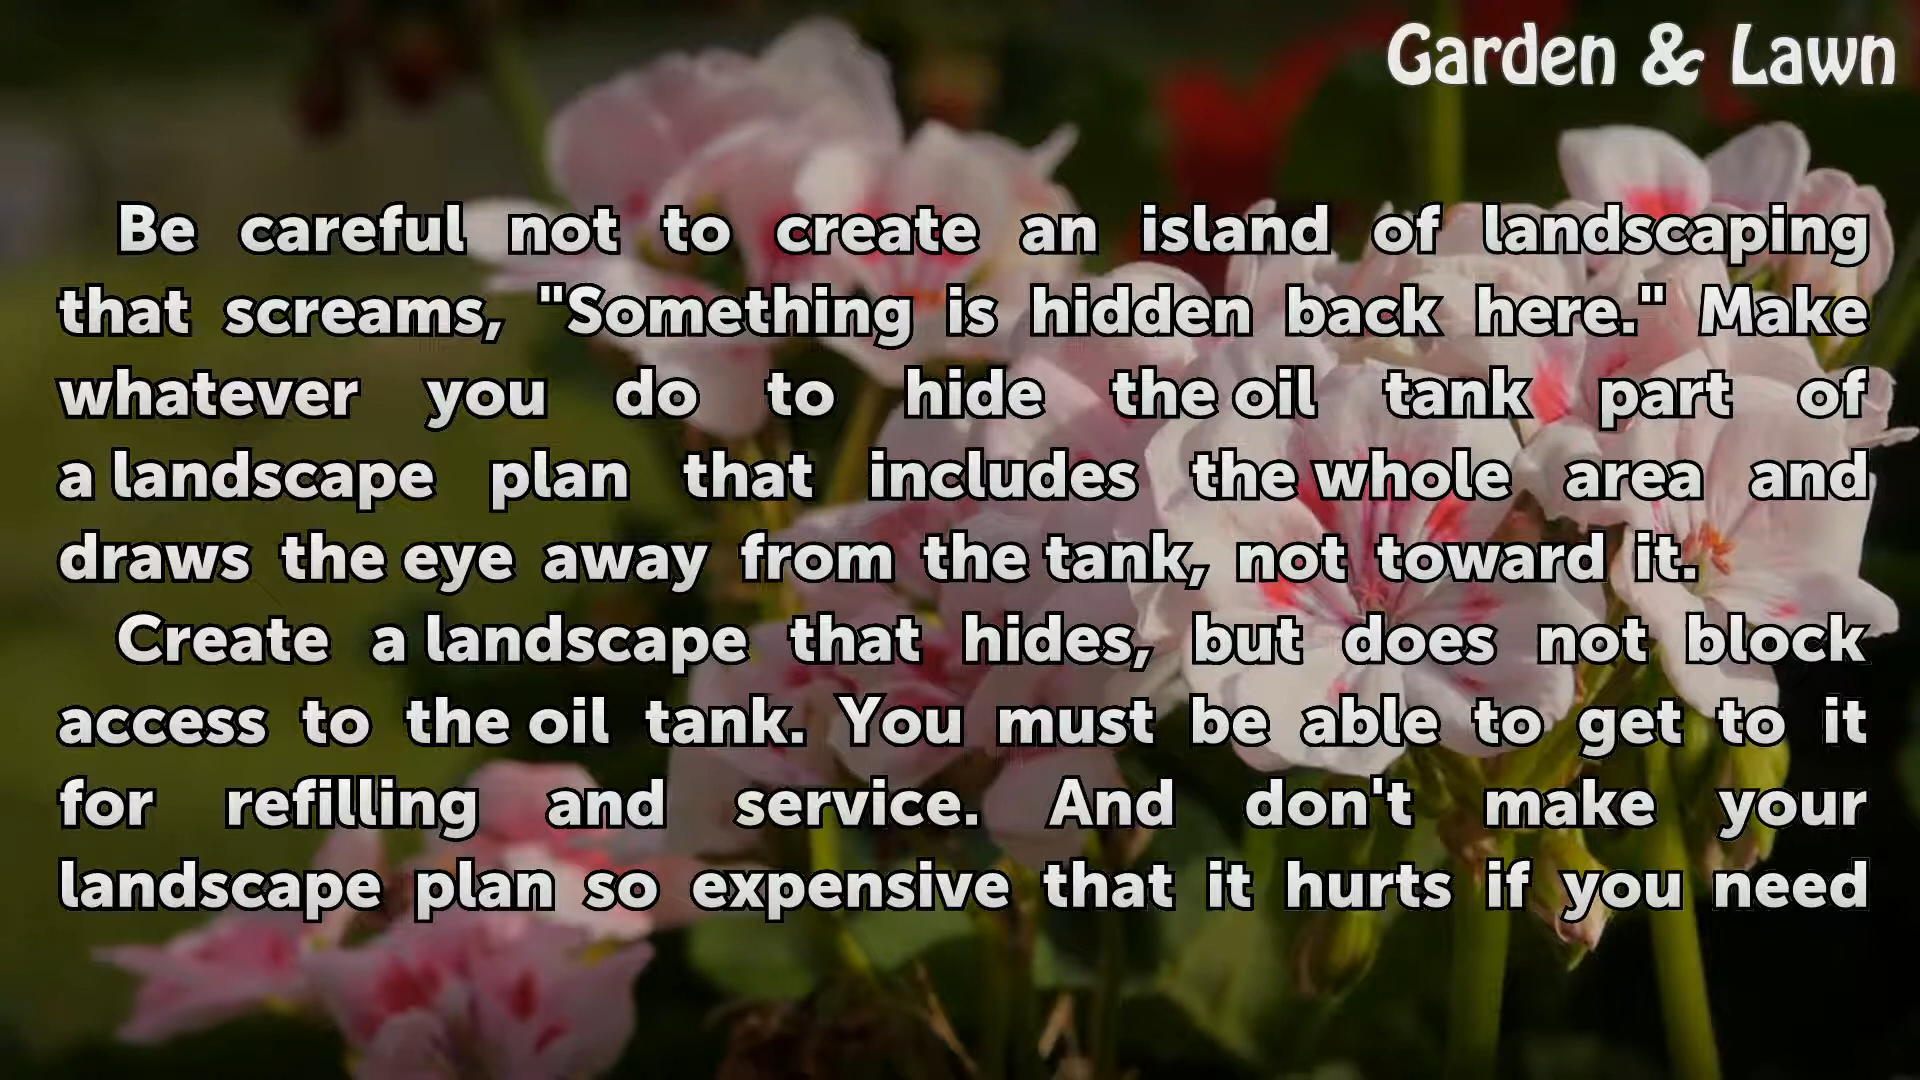 Garden & Lawn
Be careful not to create an island of landscaping
that screams, "Something is hidden back here." Make
whatever you do to hide the oil tank part of
a landscape plan that includes the whole area and
draws the eye away from the tank, not toward it.
Create a landscape that hides, but does not block
access to the oil tank. You must be able to get to it
for refilling and service. And don't make your
landscape plan so expensive that it hurts if you need